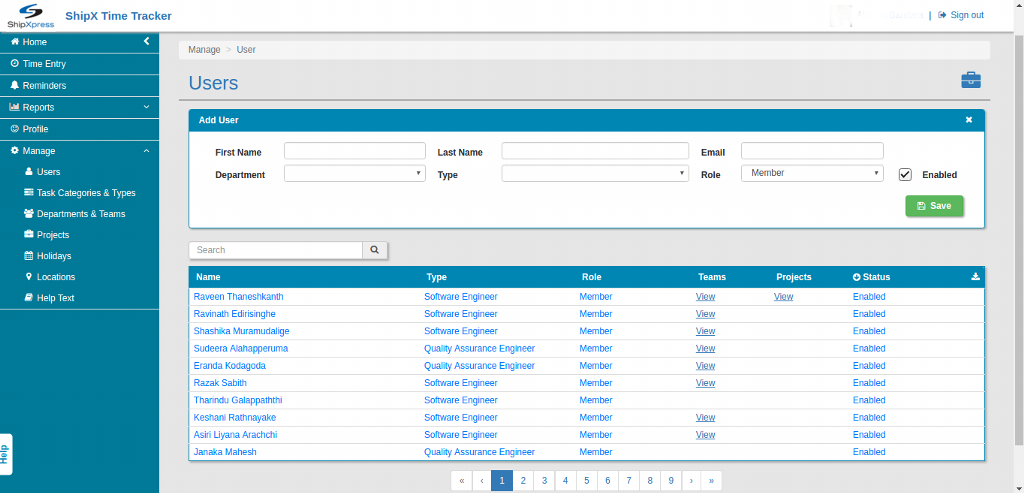 ShipXpress
ShipX Time Tracker
| Sign out
Home
Time Entry
Reminders
Reports
Profile
Manage
Users
Task Categories & Types
Departments & Teams
Projects
Holidays
Locations
Help Text
Help
Manage > User
Users
Add User
First Name Last Name Email
Department Type Role Member Enabled
Save
Search
Name Type Role Teams Projects Status
Raveen Thaneshkanth Software Engineer Member View View Enabled
Ravinath Edirisinghe Software Engineer Member View Enabled
Shashika Muramudalige Software Engineer Member View Enabled
Sudeera Alahapperuma Quality Assurance Engineer Member View Enabled
Eranda Kodagoda Quality Assurance Engineer Member View Enabled
Razak Sabith Software Engineer Member View Enabled
Tharindu Galappaththi Software Engineer Member Enabled
Keshani Rathnayake Software Engineer Member View Enabled
Asiri Liyana Arachchi Software Engineer Member View Enabled
Janaka Mahesh Quality Assurance Engineer Member Enabled
« ‹ 1 2 3 4 5 6 7 8 9 › »